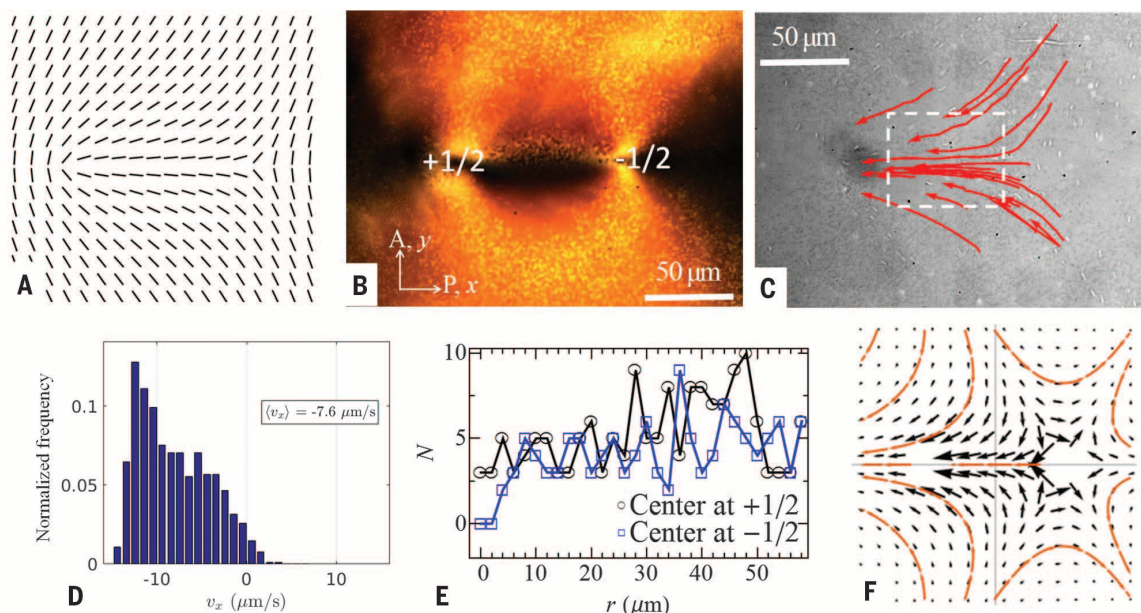 A
+1/2
-1/2
A, y
P, x
50 μm
B
50 μm
C
Normalized frequency
0.1
0.05
0
-10
0
10
⟨vx⟩ = -7.6 μm/s
vx (μm/s)
D
N
10
5
0
0
10
20
30
40
50
Center at +1/2
Center at −1/2
r (μm)
E
F